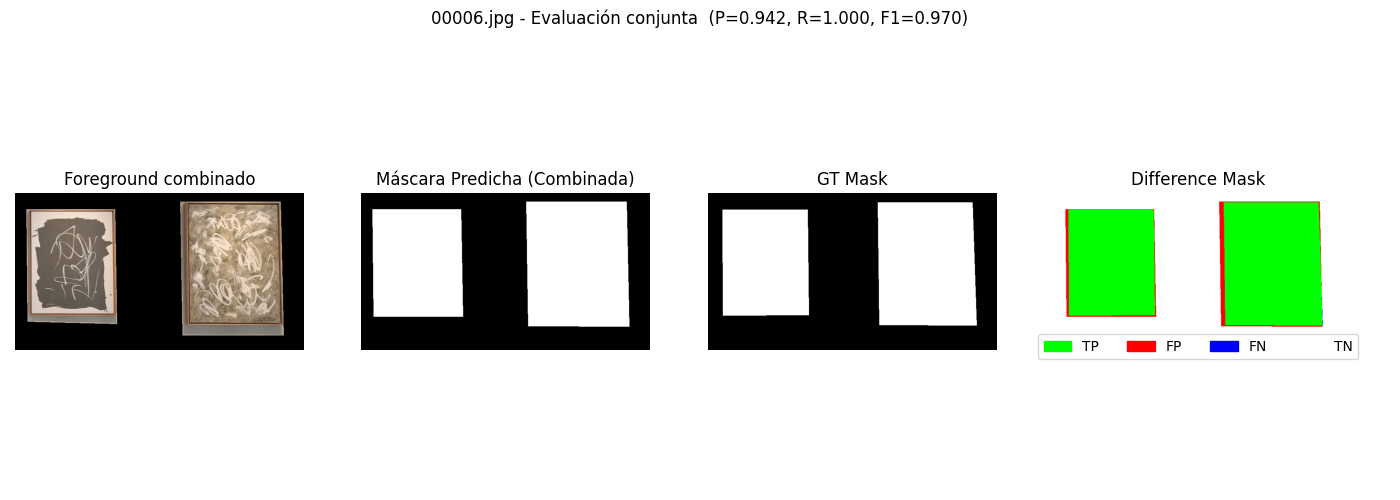 00006.jpg - Evaluación conjunta  (P=0.942, R=1.000, F1=0.970)
Foreground combinado
Máscara Predicha (Combinada)
GT Mask
Difference Mask
TP FP FN TN